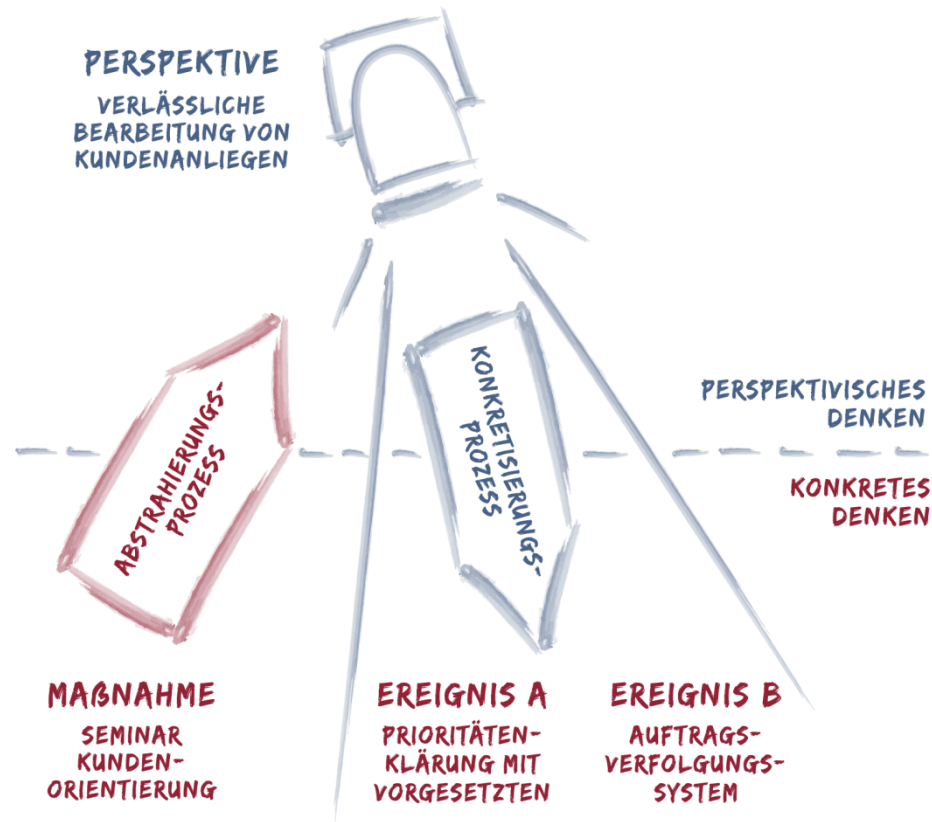 PERSPEKTIVE
VERLÄSSLICHE
BEARBEITUNG VON
KUNDENANLIEGEN
ABSTRAHIERUNGS-
PROZESS
KONKRETISIERUNGS-
PROZESS
PERSPEKTIVISCHES
DENKEN
KONKRETES
DENKEN
MAßNAHME
SEMINAR
KUNDEN-
ORIENTIERUNG
EREIGNIS A
PRIORITÄTEN-
KLÄRUNG MIT
VORGESETZTEN
EREIGNIS B
AUFTRAGS-
VERFOLGUNGS-
SYSTEM